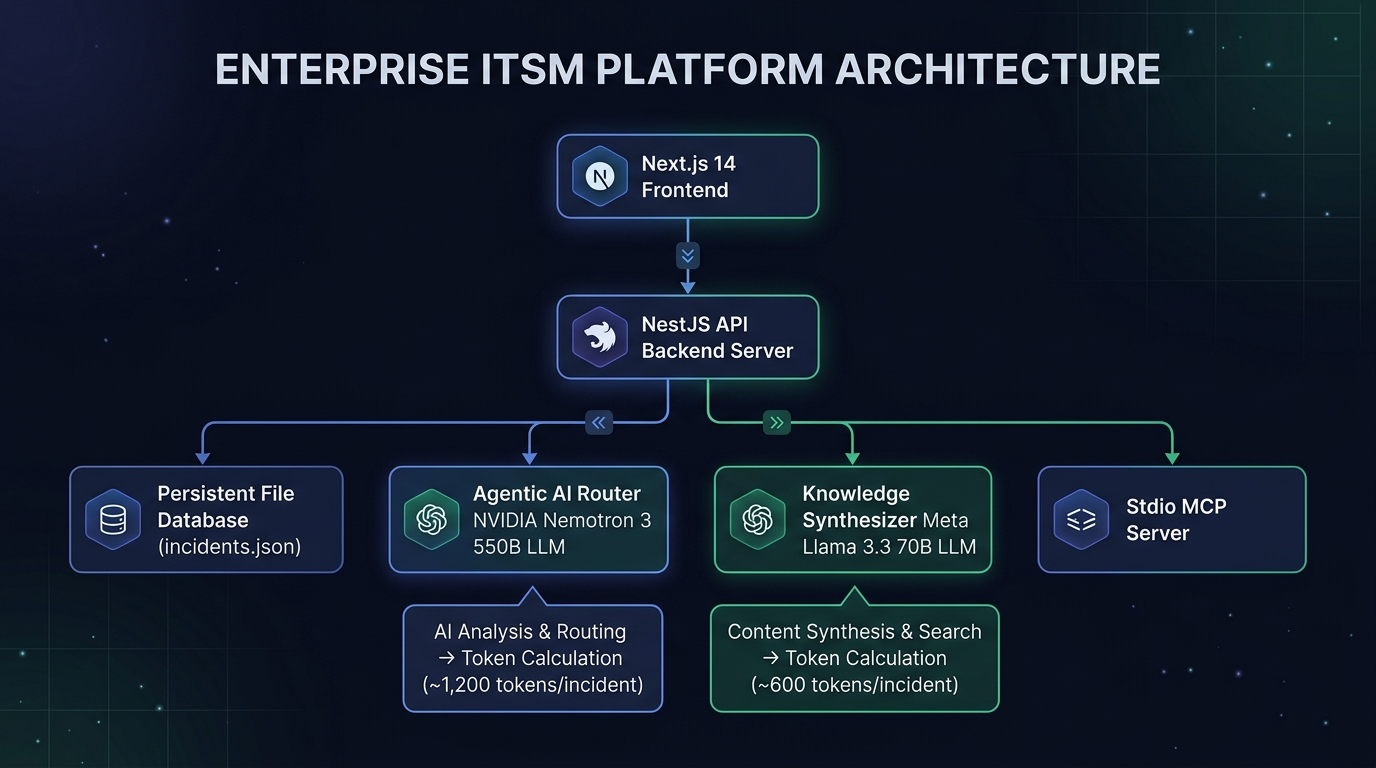 ENTERPRISE ITSM PLATFORM ARCHITECTURE
Next.js 14
Frontend
NestJS API
Backend Server
Persistent File
Database
(incidents.json)
Agentic AI Router
NVIDIA Nemotron 3
550B LLM
Knowledge
Synthesizer Meta
Llama 3.3 70B LLM
Stdio MCP
Server
AI Analysis & Routing
→ Token Calculation
(~1,200 tokens/incident)
Content Synthesis & Search
→ Token Calculation
(~600 tokens/incident)